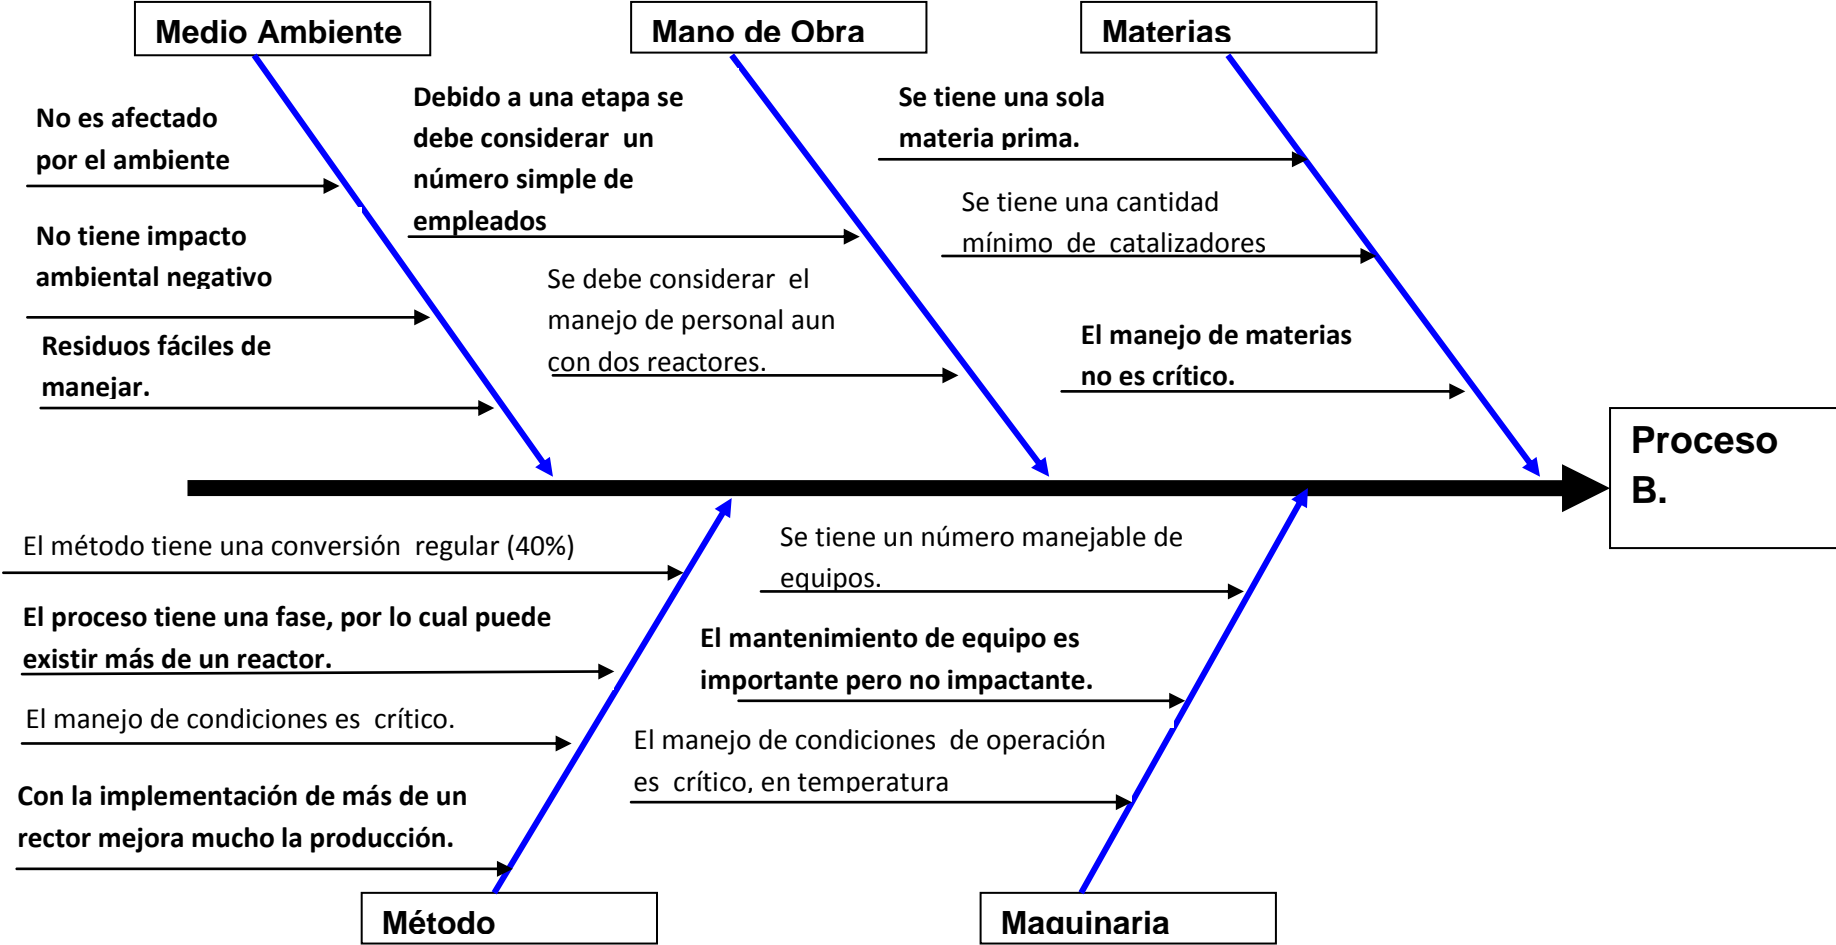 Medio Ambiente
Mano de Obra
Materias
No es afectado
por el ambiente
No tiene impacto
ambiental negativo
Residuos fáciles de
manejar.
Debido a una etapa se
debe considerar un
número simple de
empleados
Se debe considerar el
manejo de personal aun
con dos reactores.
Se tiene una sola
materia prima.
Se tiene una cantidad
mínimo de catalizadores
El manejo de materias
no es crítico.
Proceso
B.
El método tiene una conversión regular (40%)
El proceso tiene una fase, por lo cual puede
existir más de un reactor.
El manejo de condiciones es crítico.
Con la implementación de más de un
rector mejora mucho la producción.
Se tiene un número manejable de
equipos.
El mantenimiento de equipo es
importante pero no impactante.
El manejo de condiciones de operación
es crítico, en temperatura
Método
Maquinaria